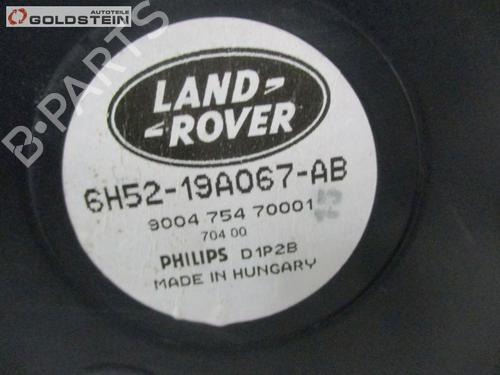 AUTOTEILE
GOLDSTEIN
B-PARTS
LAND-
-ROVER
6H52-19A067-AB
9004 754 70001
704 00
PHILIPS D1P2B
MADE IN HUNGARY